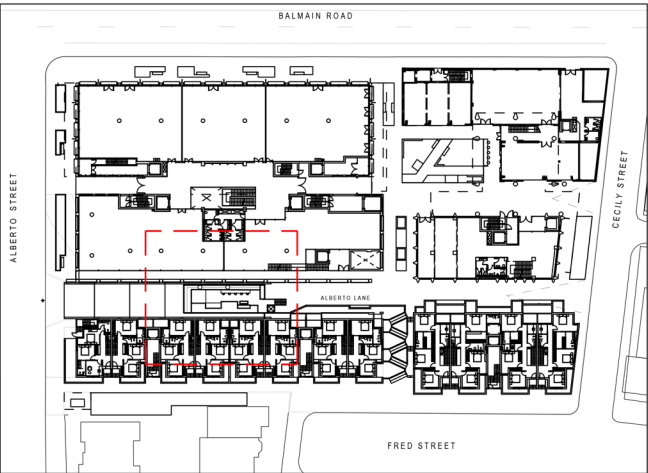 BALMAIN ROAD
ALBERTO STREET
CECILY STREET
ALBERTO LANE
FRED STREET